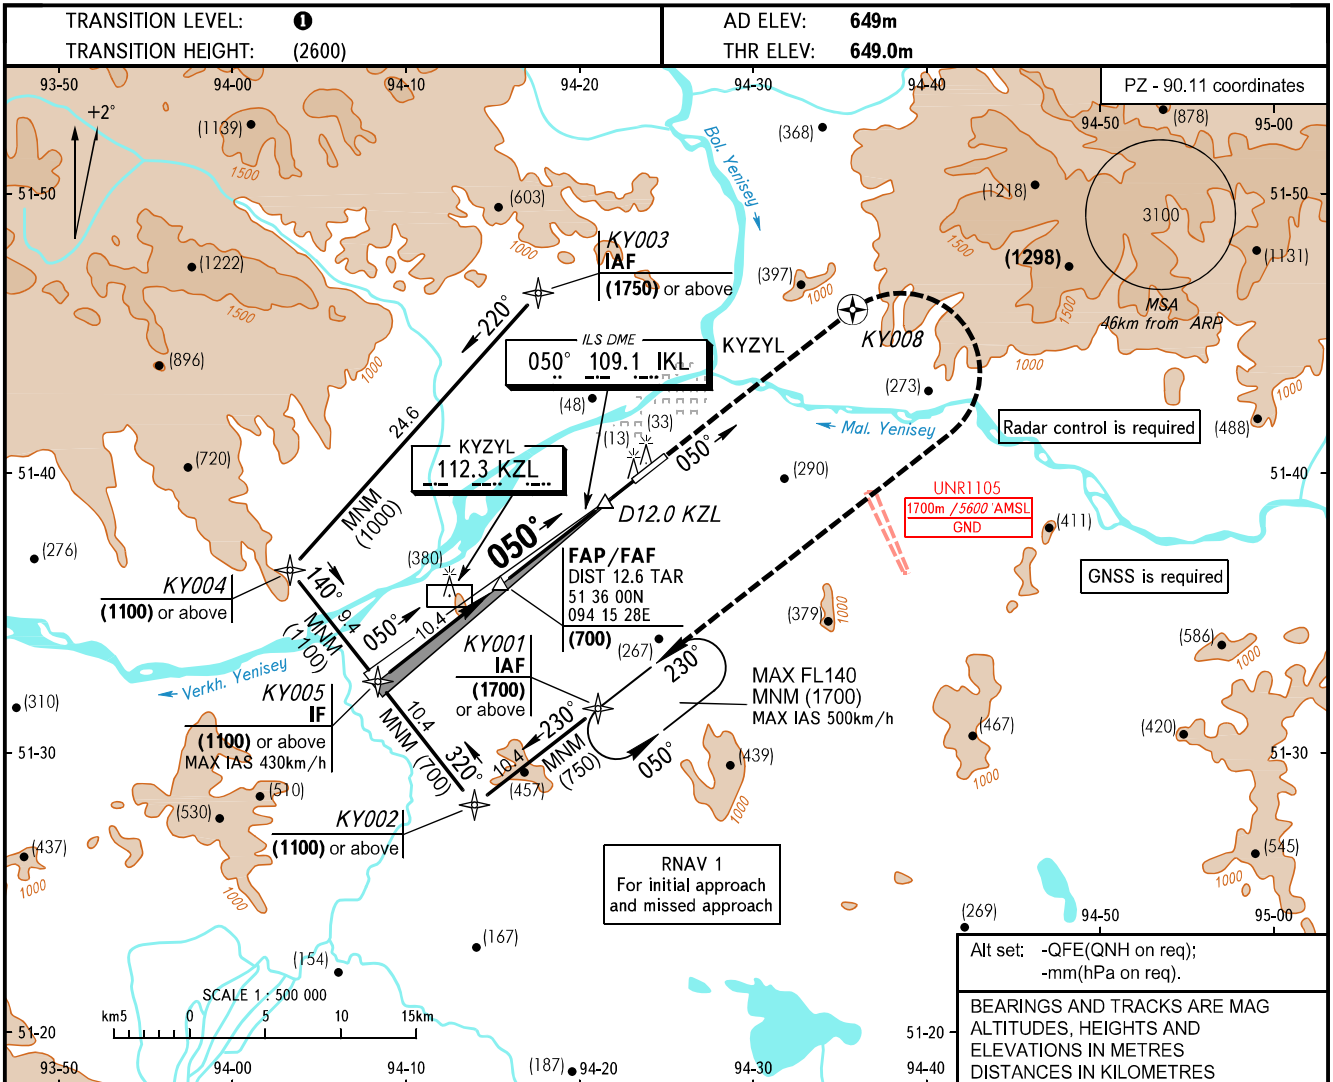 TRANSITION LEVEL: ❶
TRANSITION HEIGHT: (2600)
AD ELEV: 649m
THR ELEV: 649.0m
93-50
94-00
94-10
94-20
94-30
94-40
PZ - 90.11 coordinates
94-50
95-00
+2°
(1139)
1500
(368)
(878)
Bol. Yenisey
51-50
51-50
(603)
(1218)
3100
1000
1500
(1222)
1500
KY003
IAF
(1750) or above
(397)
1000
(1298)
(1131)
MSA
46km from ARP
1500
1000
220°
ILS DME
050° 109.1 IKL
KYZYL
KY008
1000
1000
(896)
1000
(273)
(48)
(33)
(13)
24.6
Mal. Yenisey
Radar control is required
(488)
KYZYL
112.3 KZL
050°
51-40
51-40
(720)
(290)
MNM
(1000)
D12.0 KZL
UNR1105
1700m / 5600' AMSL
GND
(411)
050°
(276)
(380)
FAP/FAF
DIST 12.6 TAR
51 36 00N
094 15 28E
(700)
GNSS is required
KY004
(1100) or above
140°
9.4
MNM
(1100)
050°
10.4
(379)
1000
KY001
IAF
(1700)
or above
(267)
230°
(586)
1000
Verkh. Yenisey
KY005
IF
(1100) or above
MAX IAS 430km/h
MAX FL140
MNM (1700)
MAX IAS 500km/h
(310)
10.4
MNM (700)
320°
230°
10.4
MNM
(750)
050°
(467)
1000
(420)
51-30
51-30
(439)
1000
(457)
(510)
(530)
KY002
(1100) or above
(437)
1000
1000
(545)
1000
RNAV 1
For initial approach
and missed approach
(269)
94-50
95-00
(167)
(154)
Alt set: -QFE(QNH on req);
-mm(hPa on req).
SCALE 1 : 500 000
km5 0 5 10 15km
BEARINGS AND TRACKS ARE MAG
ALTITUDES, HEIGHTS AND
ELEVATIONS IN METRES
DISTANCES IN KILOMETRES
51-20
51-20
93-50
94-00
94-10
(187)
94-20
94-30
94-40